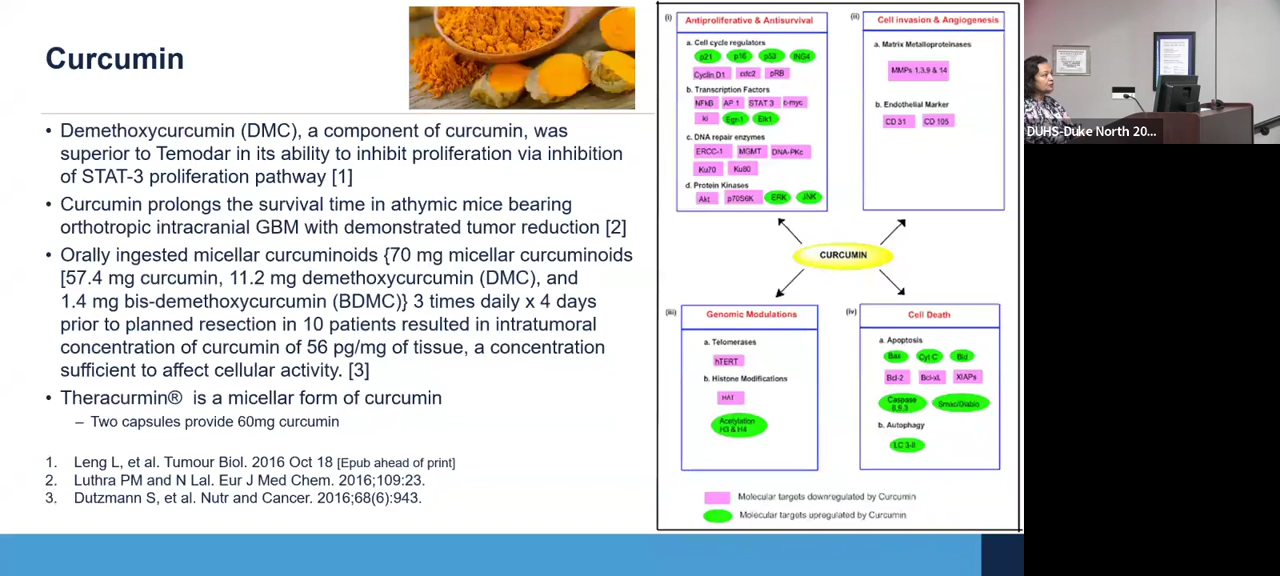 Curcumin
• Demethoxycurcumin (DMC), a component of curcumin, was
superior to Temodar in its ability to inhibit proliferation via inhibition
of STAT-3 proliferation pathway [1]
• Curcumin prolongs the survival time in athymic mice bearing
orthotropic intracranial GBM with demonstrated tumor reduction [2]
• Orally ingested micellar curcuminoids {70 mg micellar curcuminoids
[57.4 mg curcumin, 11.2 mg demethoxycurcumin (DMC), and
1.4 mg bis-demethoxycurcumin (BDMC)} 3 times daily x 4 days
prior to planned resection in 10 patients resulted in intratumoral
concentration of curcumin of 56 pg/mg of tissue, a concentration
sufficient to affect cellular activity. [3]
• Theracurmin® is a micellar form of curcumin
– Two capsules provide 60mg curcumin
1. Leng L, et al. Tumour Biol. 2016 Oct 18 [Epub ahead of print]
2. Luthra PM and N Lal. Eur J Med Chem. 2016;109:23.
3. Dutzmann S, et al. Nutr and Cancer. 2016;68(6):943.
(i)
Antiproliferative & Antisurvival
a. Cell cycle regulators
p21 p16 p53 ING4
Cyclin D1 cdc2 pRB
b. Transcription Factors
NFkB AP 1 STAT 3 c-myc
Egr-1 Elk1
c. DNA repair enzymes
ERCC-1 MGMT DNA-PKc
Ku70 Ku80
d. Protein Kinases
Akt p70S6K ERK JNK
(ii)
Cell invasion & Angiogenesis
a. Matrix Metalloproteinases
MMPs 1,3,9 & 14
b. Endothelial Marker
CD 31 CD 105
CURCUMIN
(iii)
Genomic Modulations
a. Telomerases
hTERT
b. Histone Modifications
HAT
Acetylation
H3 & H4
(iv)
Cell Death
a. Apoptosis
Bax Cyt C Bid
Bcl-2 Bcl-xL XIAPs
Caspase
8,9,3
Smac/Diablo
b. Autophagy
LC 3-II
Molecular targets downregulated by Curcumin
Molecular targets upregulated by Curcumin
DUHS-Duke North 20...